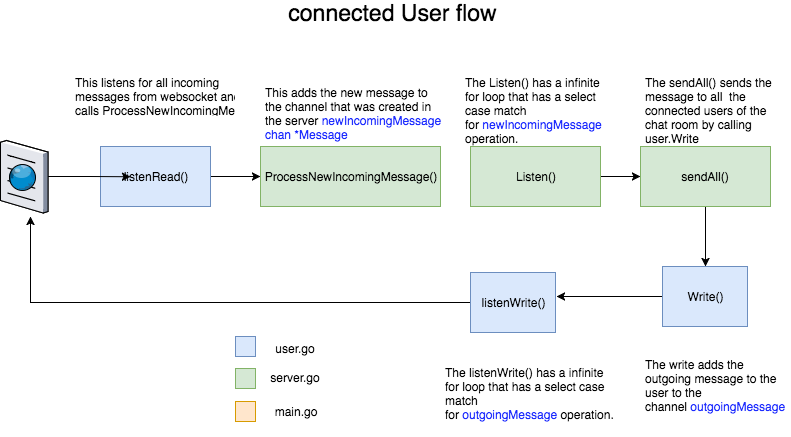 connected User flow
This listens for all incoming
messages from websocket and
calls ProcessNewIncomingMe
This adds the new message to
the channel that was created in
the server newIncomingMessage
chan *Message
The Listen() has a infinite
for loop that has a select
case match
for newIncomingMessage
operation.
The sendAll() sends the
message to all the
connected users of the
chat room by calling
user.Write
listenRead()
ProcessNewIncomingMessage()
Listen()
sendAll()
listenWrite()
Write()
user.go
server.go
main.go
The listenWrite() has a infinite
for loop that has a select case
match
for outgoingMessage operation.
The write adds the
outgoing message to the
user to the
channel outgoingMessage